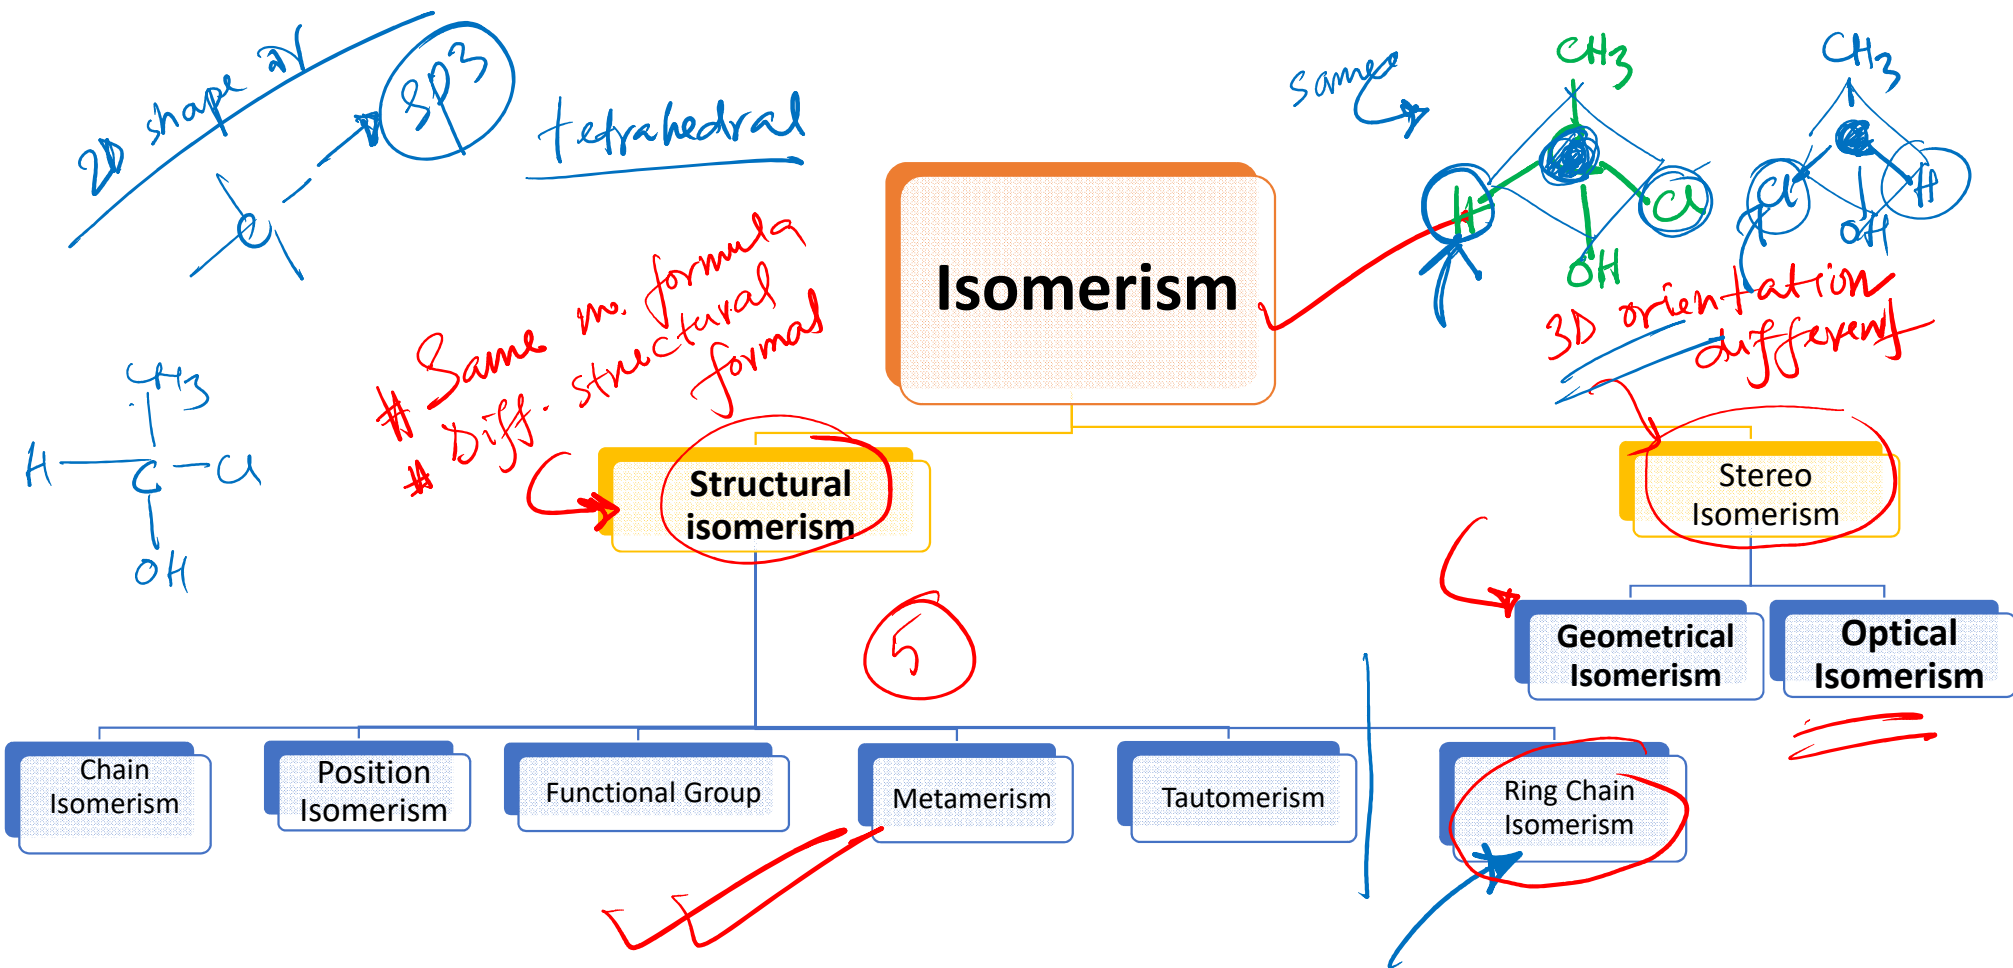 2D shape वर
SP3
tetrahedral
C
Same
CH3
H
Cl
OH
CH3
Cl
H
OH
3D orientation
different
Isomerism
# Same m. formula
# Diff. structural
formal
CH3
H C Cl
OH
Structural
isomerism
Stereo
Isomerism
5
Geometrical
Isomerism
Optical
Isomerism
Chain
Isomerism
Position
Isomerism
Functional Group
Metamerism
Tautomerism
Ring Chain
Isomerism